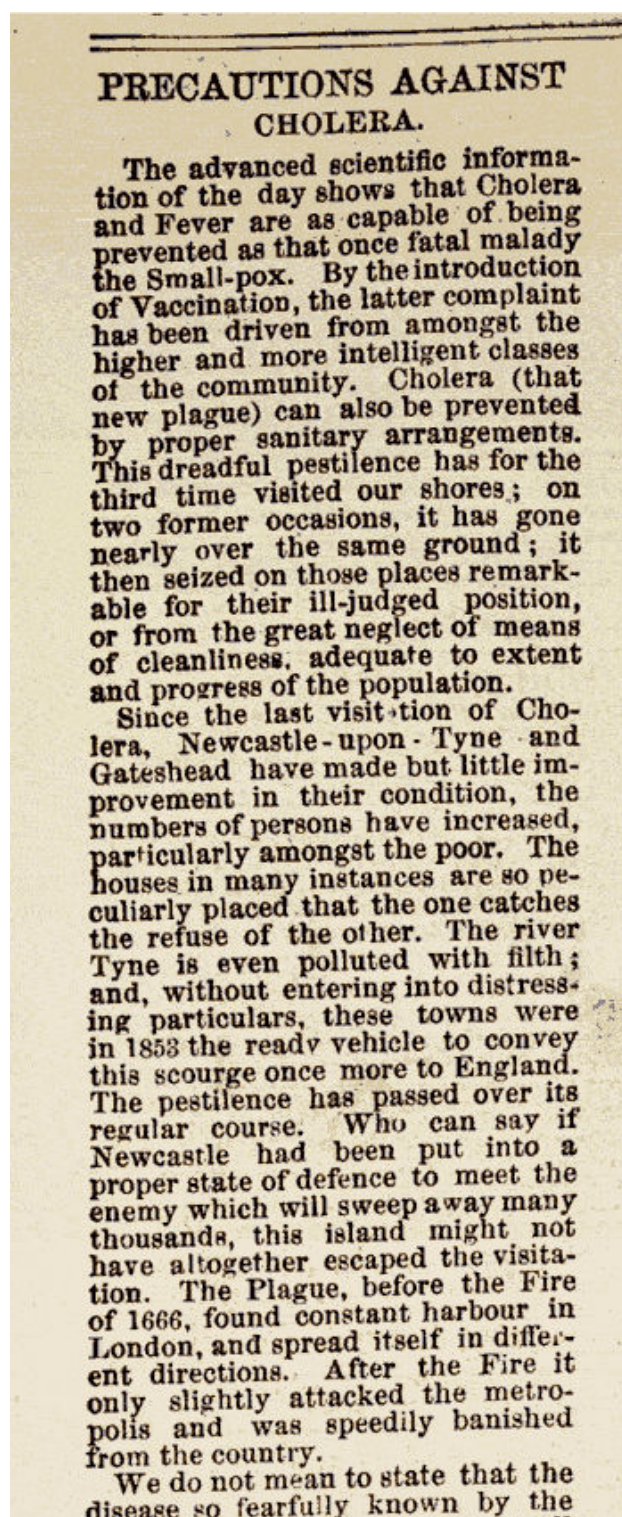 PRECAUTIONS AGAINST
CHOLERA.
The advanced scientific informa-
tion of the day shows that Cholera
and Fever are as capable of being
prevented as that once fatal malady
the Small-pox. By the introduction
of Vaccination, the latter complaint
has been driven from amongst the
higher and more intelligent classes
of the community. Cholera (that
new plague) can also be prevented
by proper sanitary arrangements.
This dreadful pestilence has for the
third time visited our shores; on
two former occasions, it has gone
nearly over the same ground; it
then seized on those places remark-
able for their ill-judged position,
or from the great neglect of means
of cleanliness, adequate to extent
and progress of the population.
Since the last visitation of Cho-
lera, Newcastle-upon-Tyne and
Gateshead have made but little im-
provement in their condition, the
numbers of persons have increased,
particularly amongst the poor. The
houses in many instances are so pe-
culiarly placed that the one catches
the refuse of the other. The river
Tyne is even polluted with filth;
and, without entering into distress-
ing particulars, these towns were
in 1853 the ready vehicle to convey
this scourge once more to England.
The pestilence has passed over its
regular course. Who can say if
Newcastle had been put into a
proper state of defence to meet the
enemy which will sweep away many
thousands, this island might not
have altogether escaped the visita-
tion. The Plague, before the Fire
of 1666, found constant harbour in
London, and spread itself in differ-
ent directions. After the Fire it
only slightly attacked the metro-
polis and was speedily banished
from the country.
We do not mean to state that the
disease so fearfully known by the